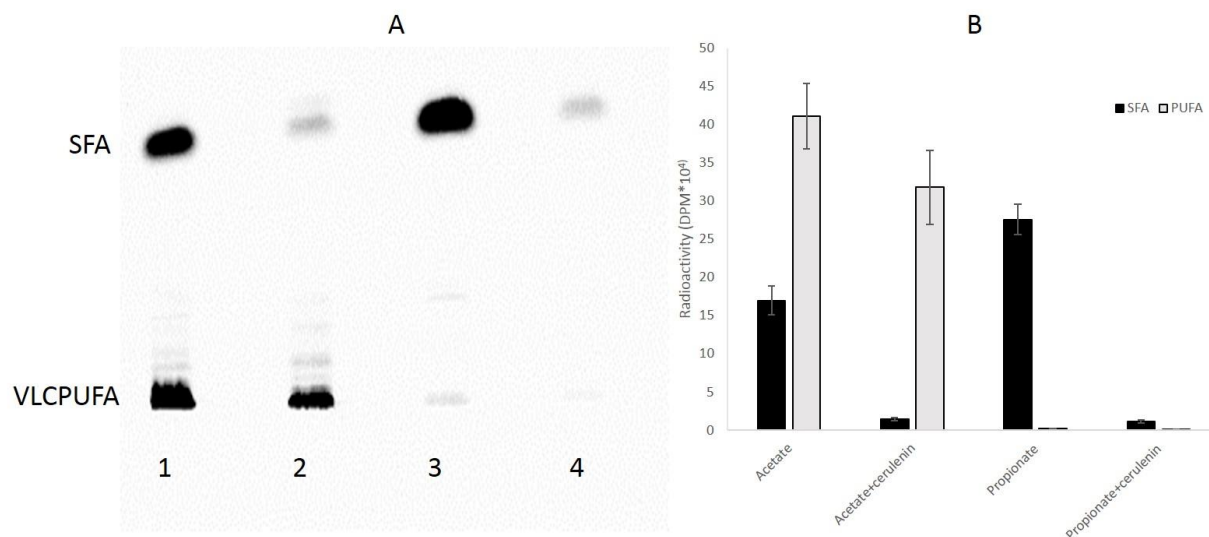 A
SFA
VLCPUFA
1 2 3 4
B
50
45
40
35
30
25
20
15
10
5
0
Radioactivity (DPM*10⁴)
SFA PUFA
Acetate
Acetate+cerulenin
Propionate
Propionate+cerulenin